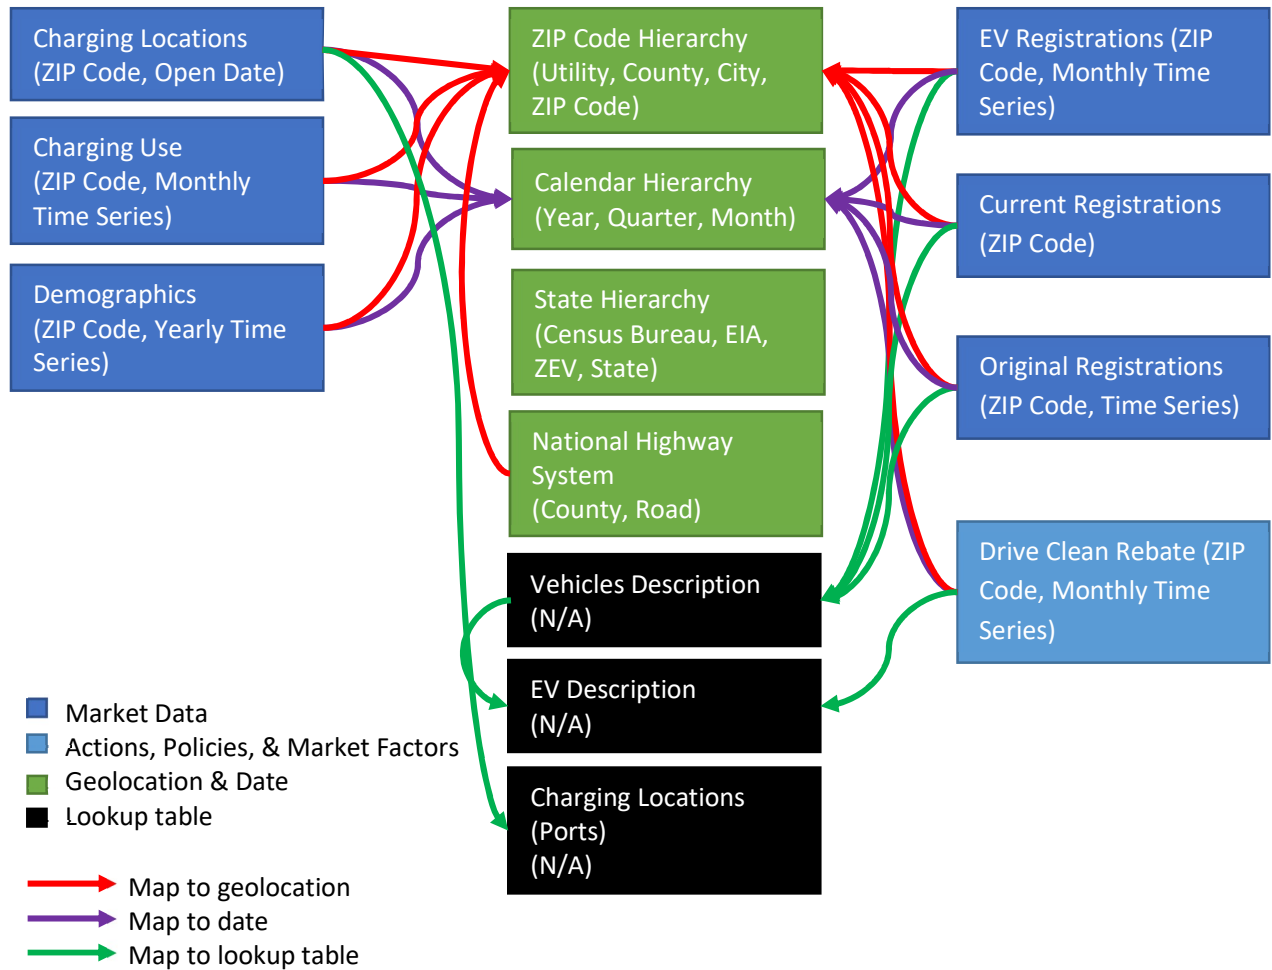 Charging Locations
(ZIP Code, Open Date)
Charging Use
(ZIP Code, Monthly
Time Series)
Demographics
(ZIP Code, Yearly Time
Series)
ZIP Code Hierarchy
(Utility, County, City,
ZIP Code)
Calendar Hierarchy
(Year, Quarter, Month)
State Hierarchy
(Census Bureau, EIA,
ZEV, State)
National Highway
System
(County, Road)
Vehicles Description
(N/A)
EV Description
(N/A)
Charging Locations
(Ports)
(N/A)
EV Registrations (ZIP
Code, Monthly Time
Series)
Current Registrations
(ZIP Code)
Original Registrations
(ZIP Code, Time Series)
Drive Clean Rebate (ZIP
Code, Monthly Time
Series)
Market Data
Actions, Policies, & Market Factors
Geolocation & Date
Lookup table
Map to geolocation
Map to date
Map to lookup table